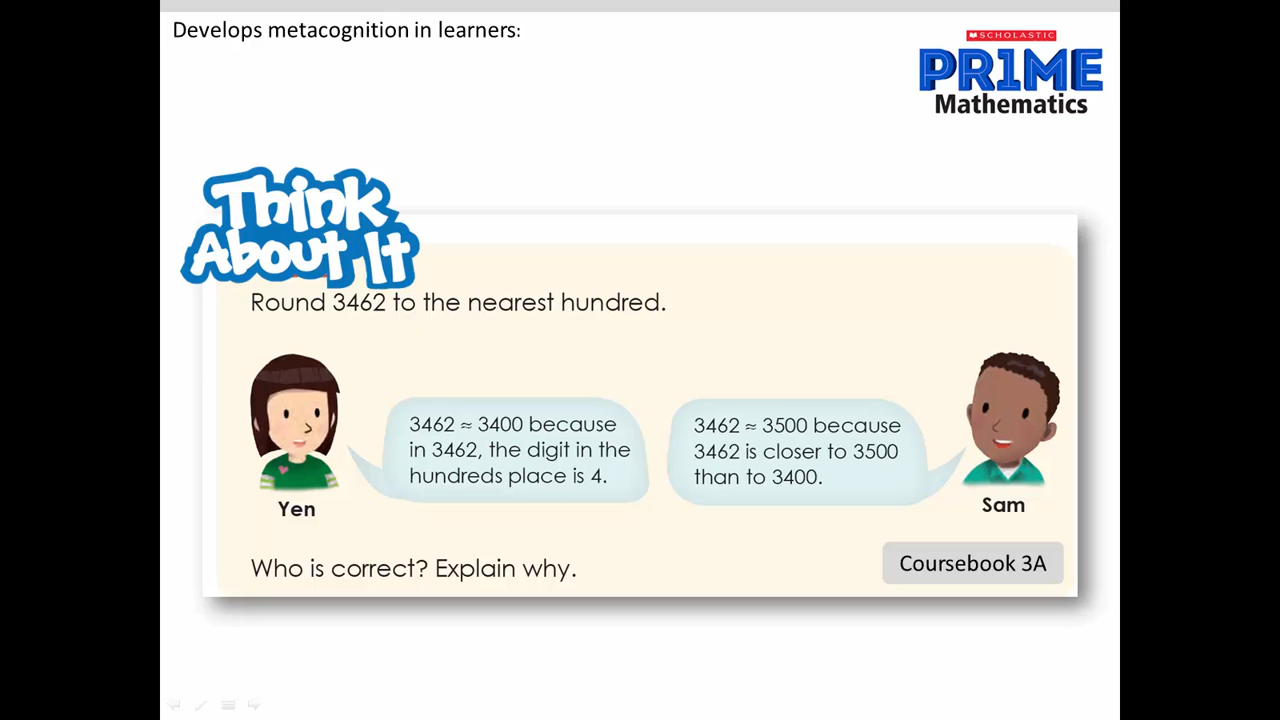 Develops metacognition in learners:
SCHOLASTIC
PR1ME
Mathematics
Think
About It
Round 3462 to the nearest hundred.
3462 ≈ 3400 because
in 3462, the digit in the
hundreds place is 4.
3462 ≈ 3500 because
3462 is closer to 3500
than to 3400.
Yen
Sam
Who is correct? Explain why.
Coursebook 3A